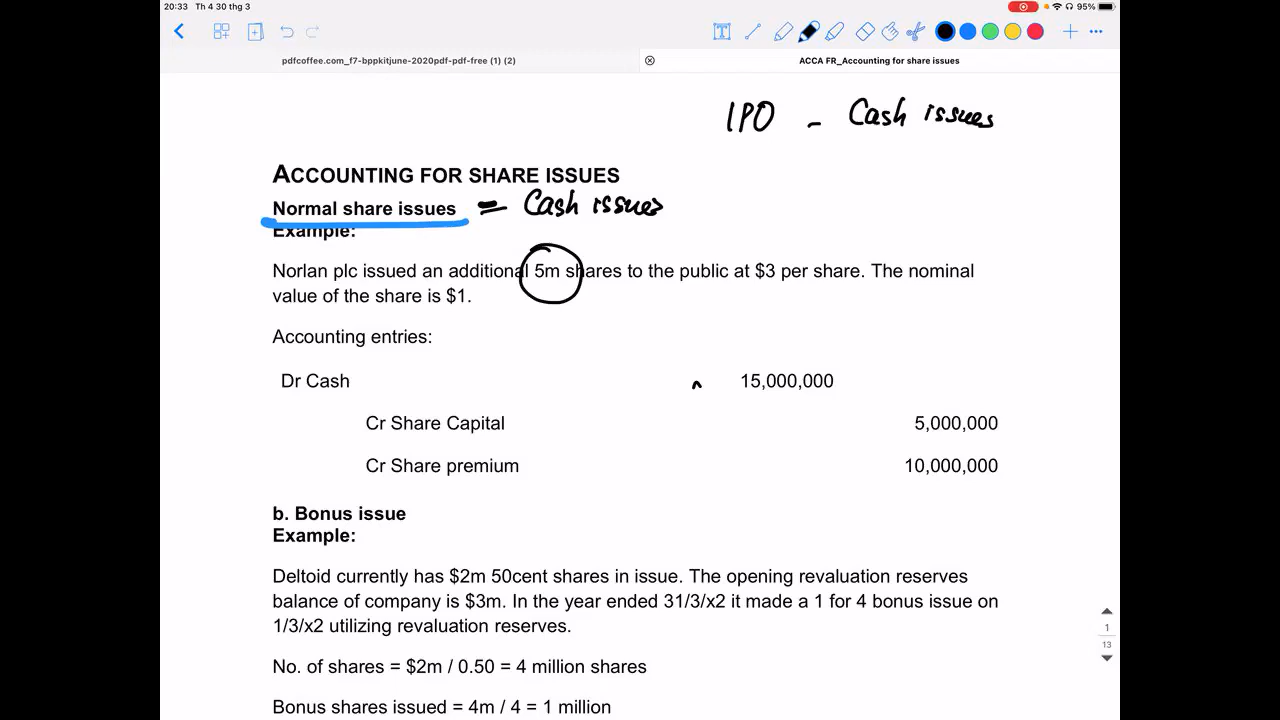 20:33 Th 4 30 thg 3
95%
pdfcoffee.com_f7-bppkitjune-2020pdf-pdf-free (1) (2)
ACCA FR_Accounting for share issues
IPO - Cash issues
ACCOUNTING FOR SHARE ISSUES
Normal share issues = Cash issues
Example:
Norlan plc issued an additional 5m shares to the public at $3 per share. The nominal
value of the share is $1.
Accounting entries:
Dr Cash 15,000,000
Cr Share Capital 5,000,000
Cr Share premium 10,000,000
b. Bonus issue
Example:
Deltoid currently has $2m 50cent shares in issue. The opening revaluation reserves
balance of company is $3m. In the year ended 31/3/x2 it made a 1 for 4 bonus issue on
1/3/x2 utilizing revaluation reserves.
1
13
No. of shares = $2m / 0.50 = 4 million shares
Bonus shares issued = 4m / 4 = 1 million